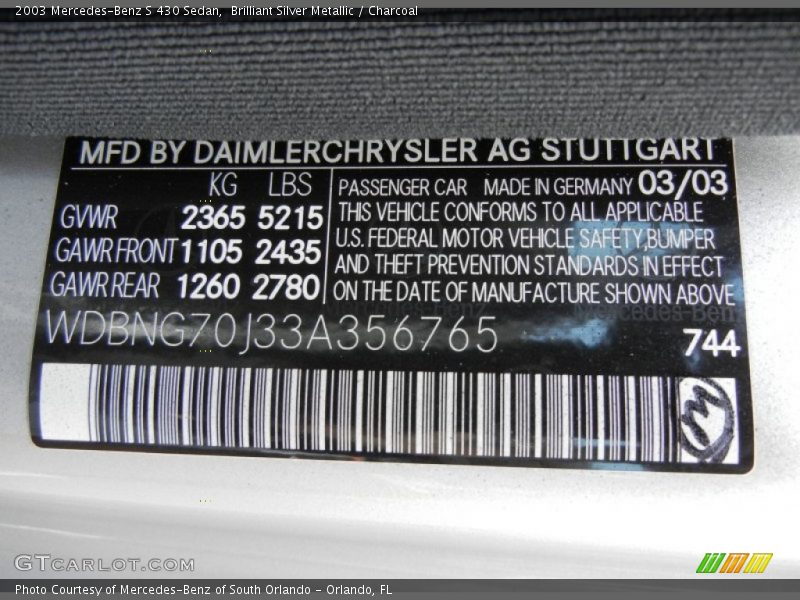 2003 Mercedes-Benz S 430 Sedan,  Brilliant Silver Metallic / Charcoal
MFD BY DAIMLERCHRYSLER AG STUTTGART
KG LBS
GVWR 2365 5215
GAWR FRONT 1105 2435
GAWR REAR 1260 2780
PASSENGER CAR MADE IN GERMANY 03/03
THIS VEHICLE CONFORMS TO ALL APPLICABLE
U.S. FEDERAL MOTOR VEHICLE SAFETY,BUMPER
AND THEFT PREVENTION STANDARDS IN EFFECT
ON THE DATE OF MANUFACTURE SHOWN ABOVE
WDBNG70J33A356765
Mercedes-Benz
744
GTCARLOT.COM
Photo Courtesy of Mercedes-Benz of South Orlando - Orlando, FL